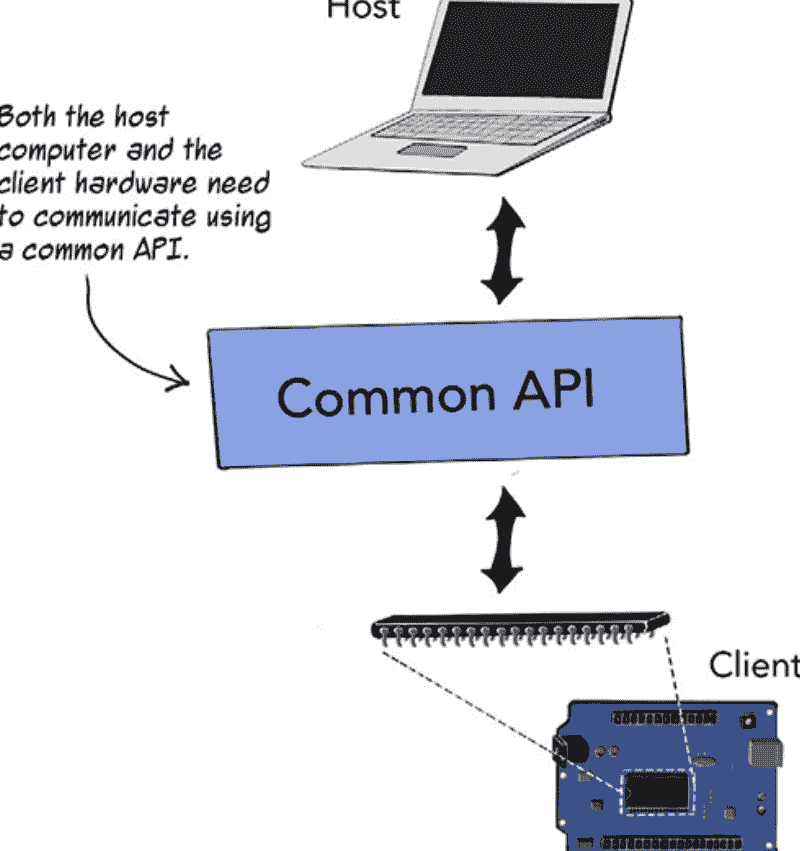 Host
Both the host
computer and the
client hardware need
to communicate using
a common API.
Common API
Client